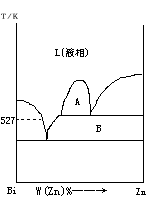 T/K
L(液相)
A
527
B
Bi W(Zn)%———→ Zn